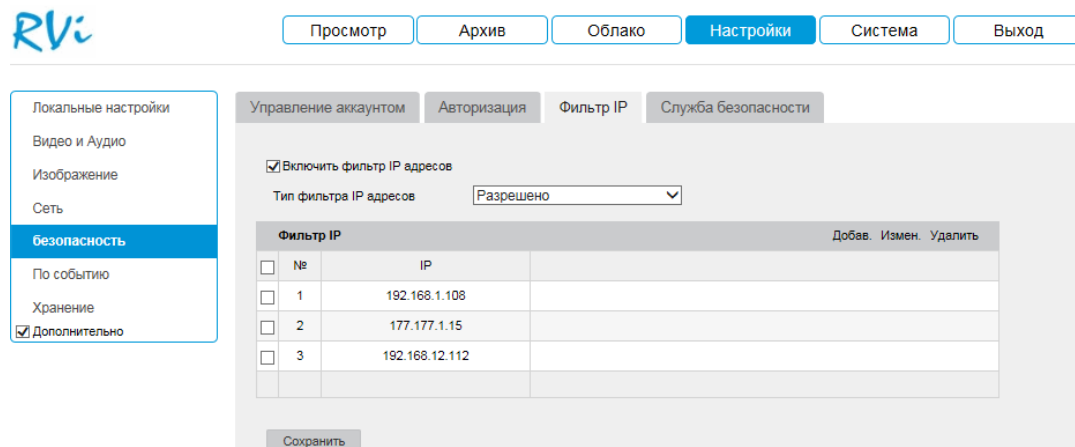 RVi
Просмотр Архив Облако Настройки Система Выход
Локальные настройки
Видео и Аудио
Изображение
Сеть
безопасность
По событию
Хранение
Дополнительно
Управление аккаунтом Авторизация Фильтр IP Служба безопасности
Включить фильтр IP адресов
Тип фильтра IP адресов Разрешено
Фильтр IP Добав. Измен. Удалить
№ IP
1 192.168.1.108
2 177.177.1.15
3 192.168.12.112
Сохранить